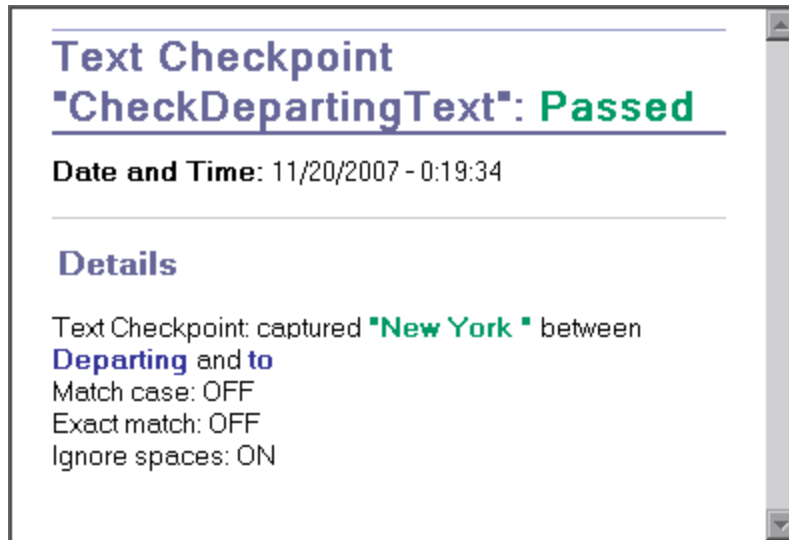 Text Checkpoint
"CheckDepartingText": Passed
Date and Time: 11/20/2007 - 0:19:34
Details
Text Checkpoint: captured "New York " between
Departing and to
Match case: OFF
Exact match: OFF
Ignore spaces: ON